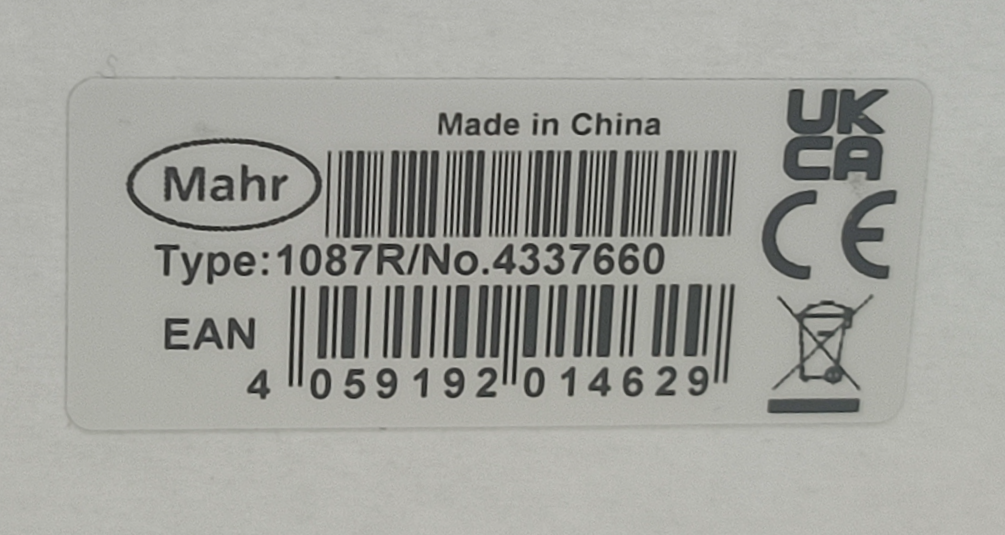 Made in China
Mahr
Type:1087R/No.4337660
EAN
4 059192 014629
UK
CA
CE